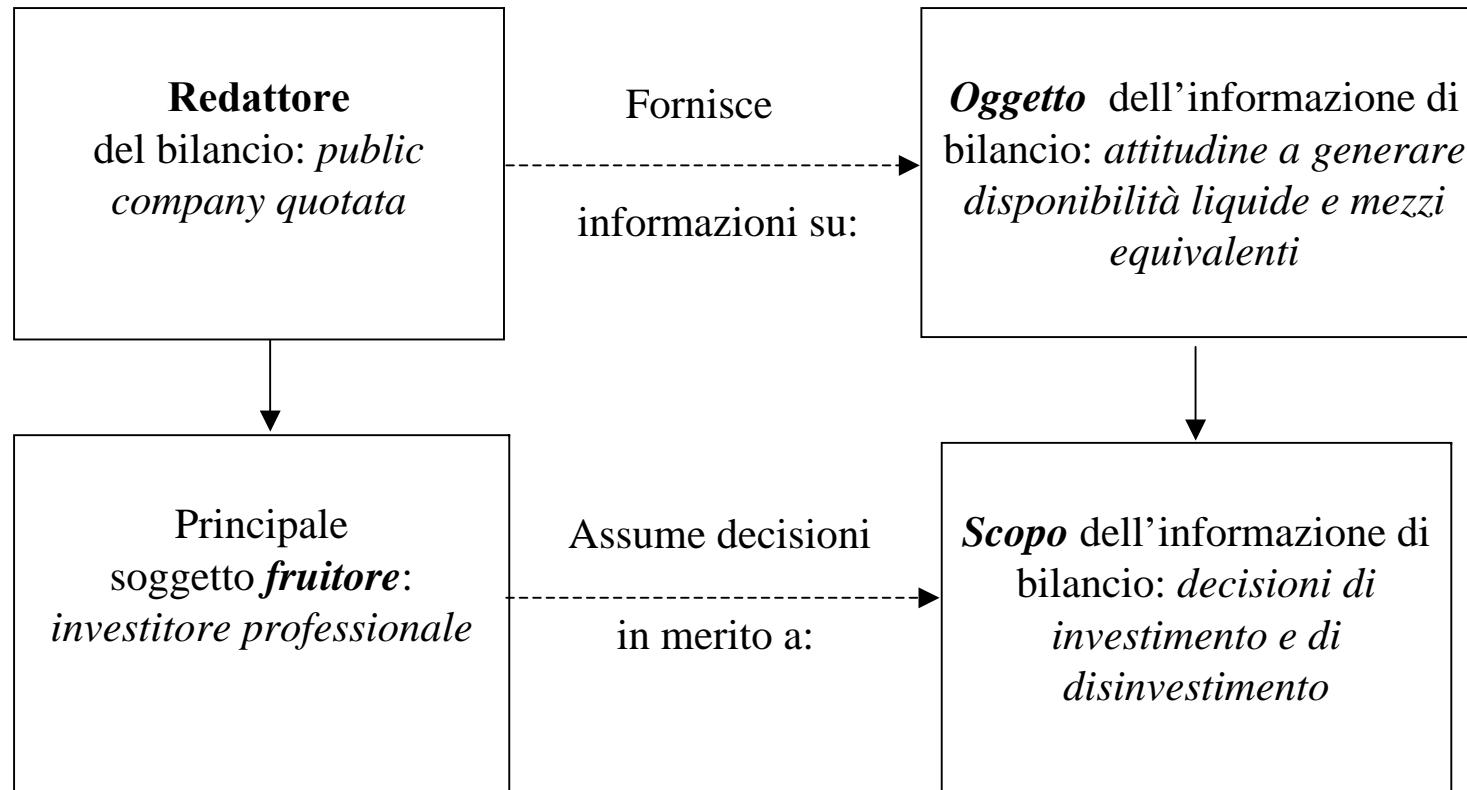 Redattore
del bilancio: public
company quotata
Fornisce
informazioni su:
Oggetto dell’informazione di
bilancio: attitudine a generare
disponibilità liquide e mezzi
equivalenti
Principale
soggetto fruitore:
investitore professionale
Assume decisioni
in merito a:
Scopo dell’informazione di
bilancio: decisioni di
investimento e di
disinvestimento